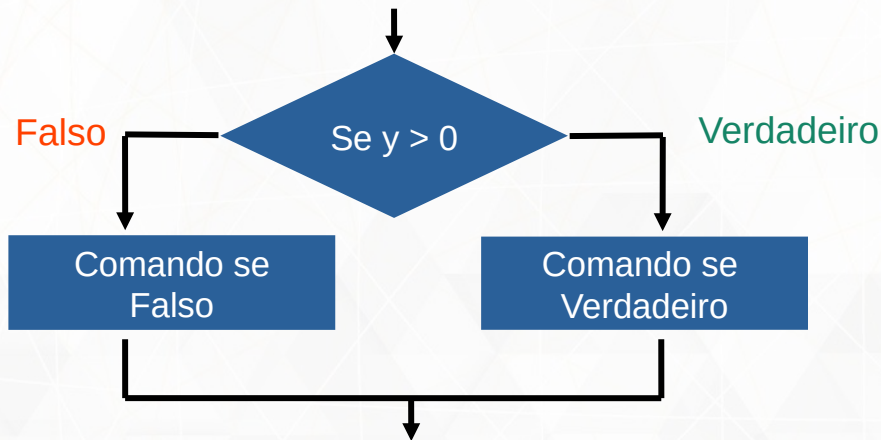 Falso
Se y > 0
Verdadeiro
Comando se
Falso
Comando se
Verdadeiro